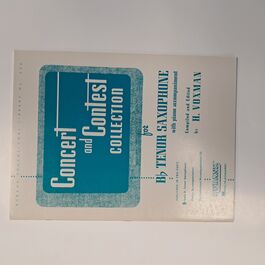 Concert
and Contest
COLLECTION
for
B♭ TENOR SAXOPHONE
with piano accompaniment
Compiled and Edited
by H. VOXMAN